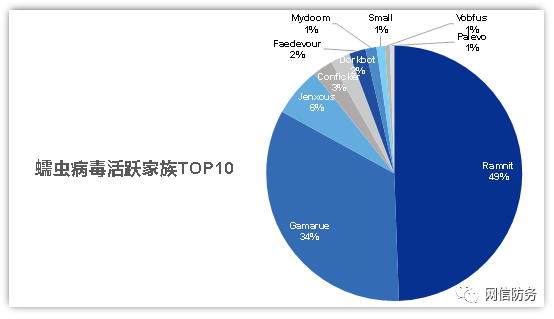 Mydoom
1%
Small
1%
Vobfus
1%
Palevo
1%
Faedevour
2%
Dorkbot
2%
Conficker
3%
Jenxcus
6%
蠕虫病毒活跃家族TOP10
Ramnit
49%
Gamarue
34%
网信防务